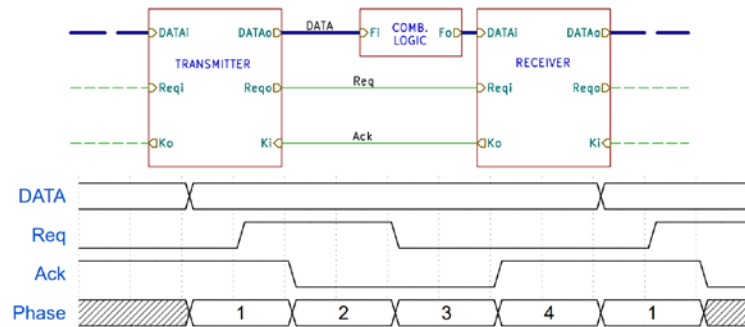 DATAi DATAo DATA Fi COMB. LOGIC Fo DATAi DATAo
TRANSMITTER RECEIVER
Reqi Reqo Req Reqi Reqo
Ko Ki Ack Ko Ki
DATA
Req
Ack
Phase 1 2 3 4 1